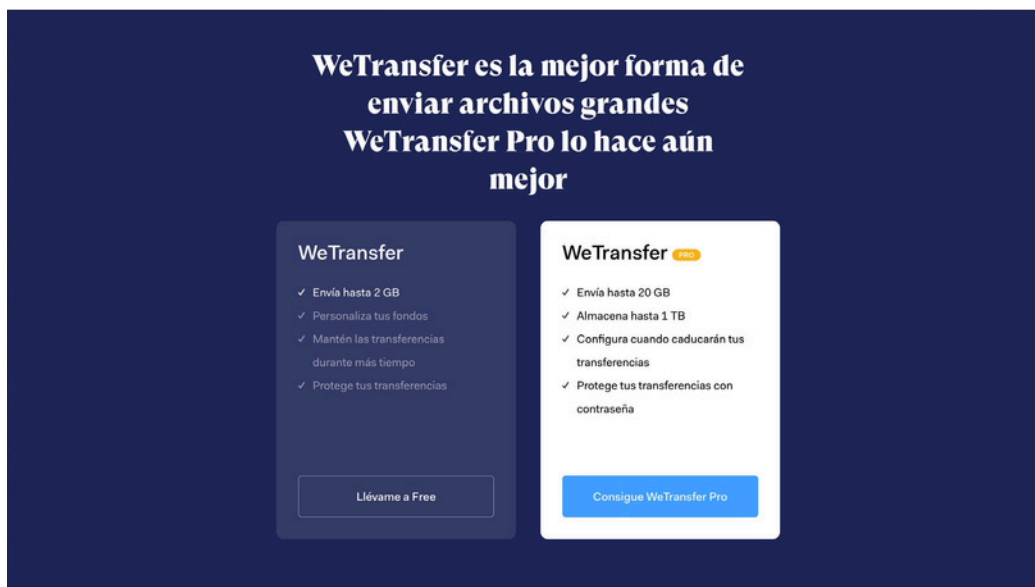 WeTransfer es la mejor forma de
enviar archivos grandes
WeTransfer Pro lo hace aún
mejor
WeTransfer
✓ Envía hasta 2 GB
✓ Personaliza tus fondos
✓ Mantén las transferencias
durante más tiempo
✓ Protege tus transferencias
Llévame a Free
WeTransfer PRO
✓ Envía hasta 20 GB
✓ Almacena hasta 1 TB
✓ Configura cuando caducarán tus
transferencias
✓ Protege tus transferencias con
contraseña
Consigue WeTransfer Pro